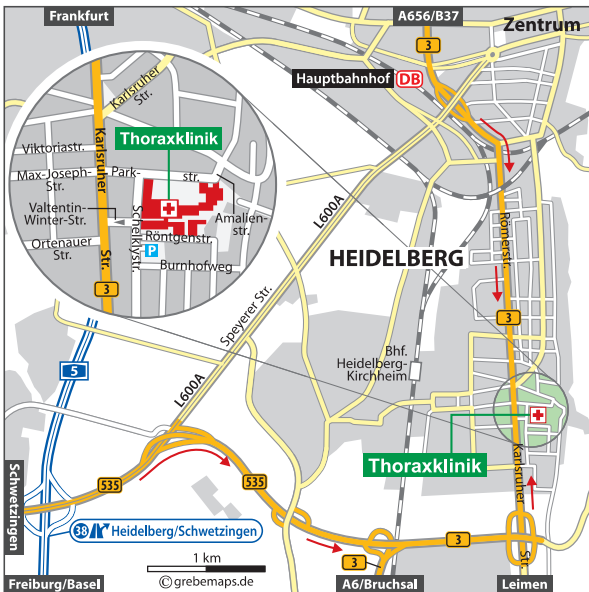 Frankfurt
A656/B37
Zentrum
3
Hauptbahnhof DB
Karlsruher
Str.
Thoraxklinik
Karlsruher
Viktoriastr.
Max-Joseph-
Str.
Park-
str.
Valtentin-
Winter-Str.
Schelklystr.
Amalien-
str.
Ortenauer
Str.
Röntgenstr.
P
Burnhofweg
Str.
3
L600A
Römerstr.
HEIDELBERG
Speyerer Str.
3
5
Bhf.
Heidelberg-
Kirchheim
L600A
Thoraxklinik
Karlsruher
Str.
Schwetzingen
535
535
38 Heidelberg/Schwetzingen
3
3
1 km
© grebemaps.de
Freiburg/Basel
A6/Bruchsal
Leimen